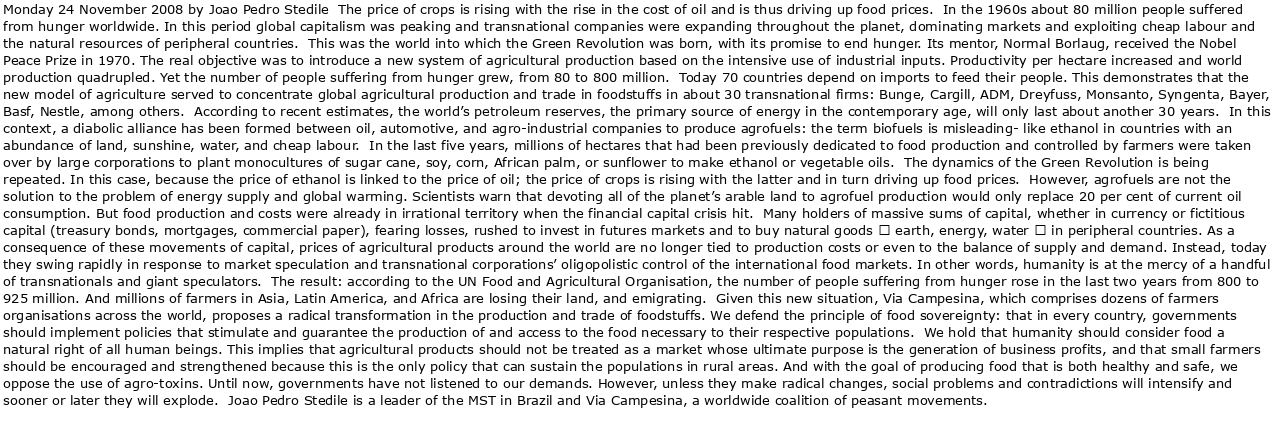 Monday 24 November 2008 by Joao Pedro Stedile  The price of crops is rising with the rise in the cost of oil and is thus driving up food prices.  In the 1960s about 80 million people suffered
from hunger worldwide. In this period global capitalism was peaking and transnational companies were expanding throughout the planet, dominating markets and exploiting cheap labour and
the natural resources of peripheral countries.  This was the world into which the Green Revolution was born, with its promise to end hunger. Its mentor, Normal Borlaug, received the Nobel
Peace Prize in 1970. The real objective was to introduce a new system of agricultural production based on the intensive use of industrial inputs. Productivity per hectare increased and world
production quadrupled. Yet the number of people suffering from hunger grew, from 80 to 800 million.  Today 70 countries depend on imports to feed their people. This demonstrates that the
new model of agriculture served to concentrate global agricultural production and trade in foodstuffs in about 30 transnational firms: Bunge, Cargill, ADM, Dreyfuss, Monsanto, Syngenta, Bayer,
Basf, Nestle, among others.  According to recent estimates, the world's petroleum reserves, the primary source of energy in the contemporary age, will only last about another 30 years.  In this
context, a diabolic alliance has been formed between oil, automotive, and agro-industrial companies to produce agrofuels: the term biofuels is misleading- like ethanol in countries with an
abundance of land, sunshine, water, and cheap labour.  In the last five years, millions of hectares that had been previously dedicated to food production and controlled by farmers were taken
over by large corporations to plant monocultures of sugar cane, soy, corn, African palm, or sunflower to make ethanol or vegetable oils.  The dynamics of the Green Revolution is being
repeated. In this case, because the price of ethanol is linked to the price of oil; the price of crops is rising with the latter and in turn driving up food prices.  However, agrofuels are not the
solution to the problem of energy supply and global warming. Scientists warn that devoting all of the planet's arable land to agrofuel production would only replace 20 per cent of current oil
consumption. But food production and costs were already in irrational territory when the financial capital crisis hit.  Many holders of massive sums of capital, whether in currency or fictitious
capital (treasury bonds, mortgages, commercial paper), fearing losses, rushed to invest in futures markets and to buy natural goods □ earth, energy, water □ in peripheral countries. As a
consequence of these movements of capital, prices of agricultural products around the world are no longer tied to production costs or even to the balance of supply and demand. Instead, today
they swing rapidly in response to market speculation and transnational corporations' oligopolistic control of the international food markets. In other words, humanity is at the mercy of a handful
of transnationals and giant speculators.  The result: according to the UN Food and Agricultural Organisation, the number of people suffering from hunger rose in the last two years from 800 to
925 million. And millions of farmers in Asia, Latin America, and Africa are losing their land, and emigrating.  Given this new situation, Via Campesina, which comprises dozens of farmers
organisations across the world, proposes a radical transformation in the production and trade of foodstuffs. We defend the principle of food sovereignty: that in every country, governments
should implement policies that stimulate and guarantee the production of and access to the food necessary to their respective populations.  We hold that humanity should consider food a
natural right of all human beings. This implies that agricultural products should not be treated as a market whose ultimate purpose is the generation of business profits, and that small farmers
should be encouraged and strengthened because this is the only policy that can sustain the populations in rural areas. And with the goal of producing food that is both healthy and safe, we
oppose the use of agro-toxins. Until now, governments have not listened to our demands. However, unless they make radical changes, social problems and contradictions will intensify and
sooner or later they will explode.  Joao Pedro Stedile is a leader of the MST in Brazil and Via Campesina, a worldwide coalition of peasant movements.